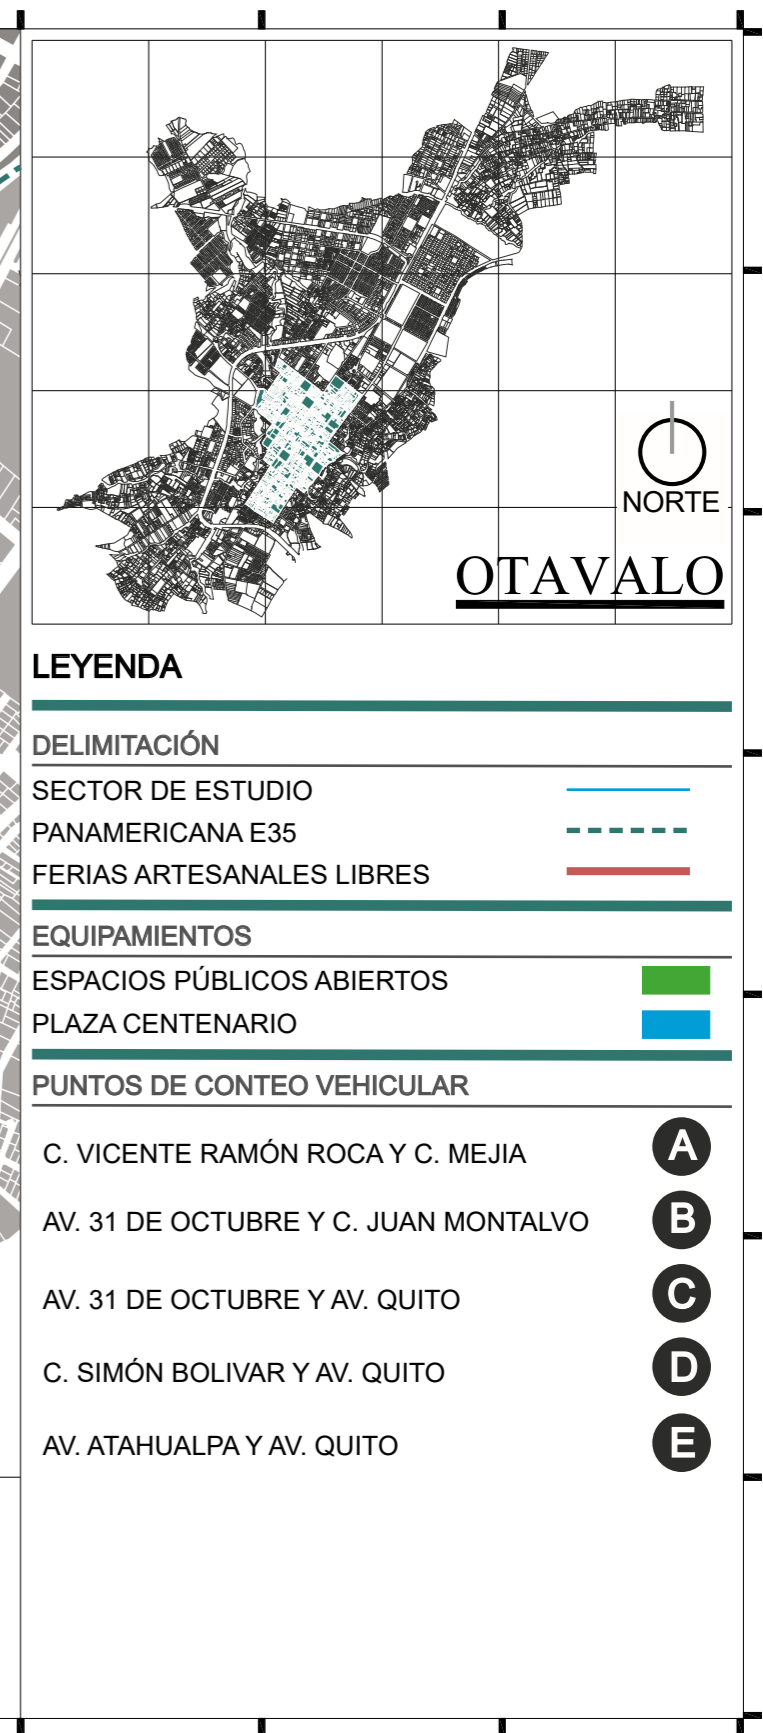 NORTE
OTAVALO
LEYENDA
DELIMITACIÓN
SECTOR DE ESTUDIO
PANAMERICANA E35
FERIAS ARTESANALES LIBRES
EQUIPAMIENTOS
ESPACIOS PÚBLICOS ABIERTOS
PLAZA CENTENARIO
PUNTOS DE CONTEO VEHICULAR
C. VICENTE RAMÓN ROCA Y C. MEJIA A
AV. 31 DE OCTUBRE Y C. JUAN MONTALVO B
AV. 31 DE OCTUBRE Y AV. QUITO C
C. SIMÓN BOLIVAR Y AV. QUITO D
AV. ATAHUALPA Y AV. QUITO E